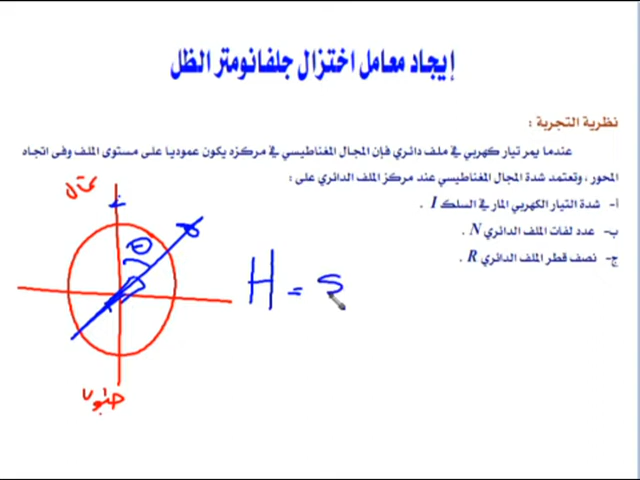 إيجاد معامل اختزال جلفانومتر الظل
نظرية التجربة :
عندما يمر تيار كهربي في ملف دائري فإن المجال المغناطيسي في مركزه يكون عموديا على مستوى الملف وفى اتجاه
المحور ، وتعتمد شدة المجال المغناطيسي عند مركز الملف الدائري على :
أ- شدة التيار الكهربي المار في السلك I .
ب- عدد لفات الملف الدائري N .
ج- نصف قطر الملف الدائري R .
شمال
θ
H = S
جنوب